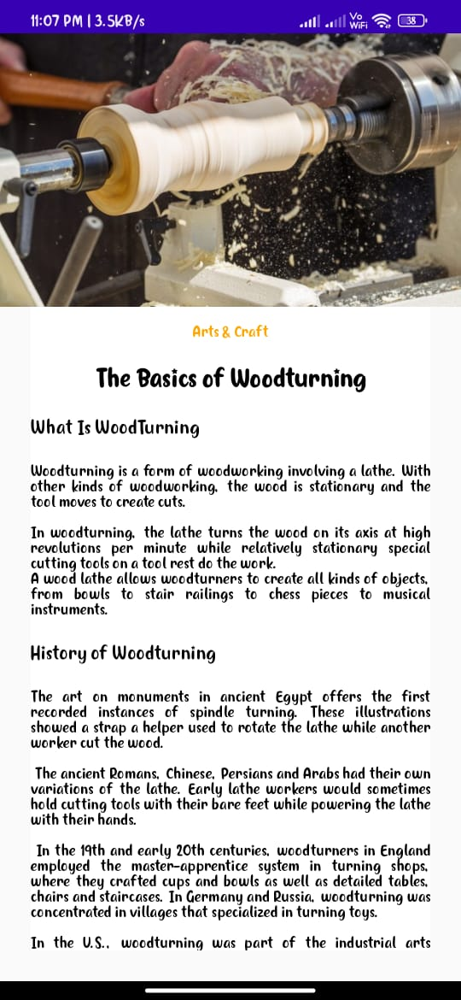 11:07 PM | 3.5KB/s
Vo
WiFi
38
Arts & Craft
The Basics of Woodturning
What Is WoodTurning
Woodturning is a form of woodworking involving a lathe. With
other kinds of woodworking, the wood is stationary and the
tool moves to create cuts.
In woodturning, the lathe turns the wood on its axis at high
revolutions per minute while relatively stationary special
cutting tools on a tool rest do the work.
A wood lathe allows woodturners to create all kinds of objects,
from bowls to stair railings to chess pieces to musical
instruments.
History of Woodturning
The art on monuments in ancient Egypt offers the first
recorded instances of spindle turning. These illustrations
showed a strap a helper used to rotate the lathe while another
worker cut the wood.
The ancient Romans, Chinese, Persians and Arabs had their own
variations of the lathe. Early lathe workers would sometimes
hold cutting tools with their bare feet while powering the lathe
with their hands.
In the 19th and early 20th centuries, woodturners in England
employed the master-apprentice system in turning shops,
where they crafted cups and bowls as well as detailed tables,
chairs and staircases. In Germany and Russia, woodturning was
concentrated in villages that specialized in turning toys.
In the U.S., woodturning was part of the industrial arts